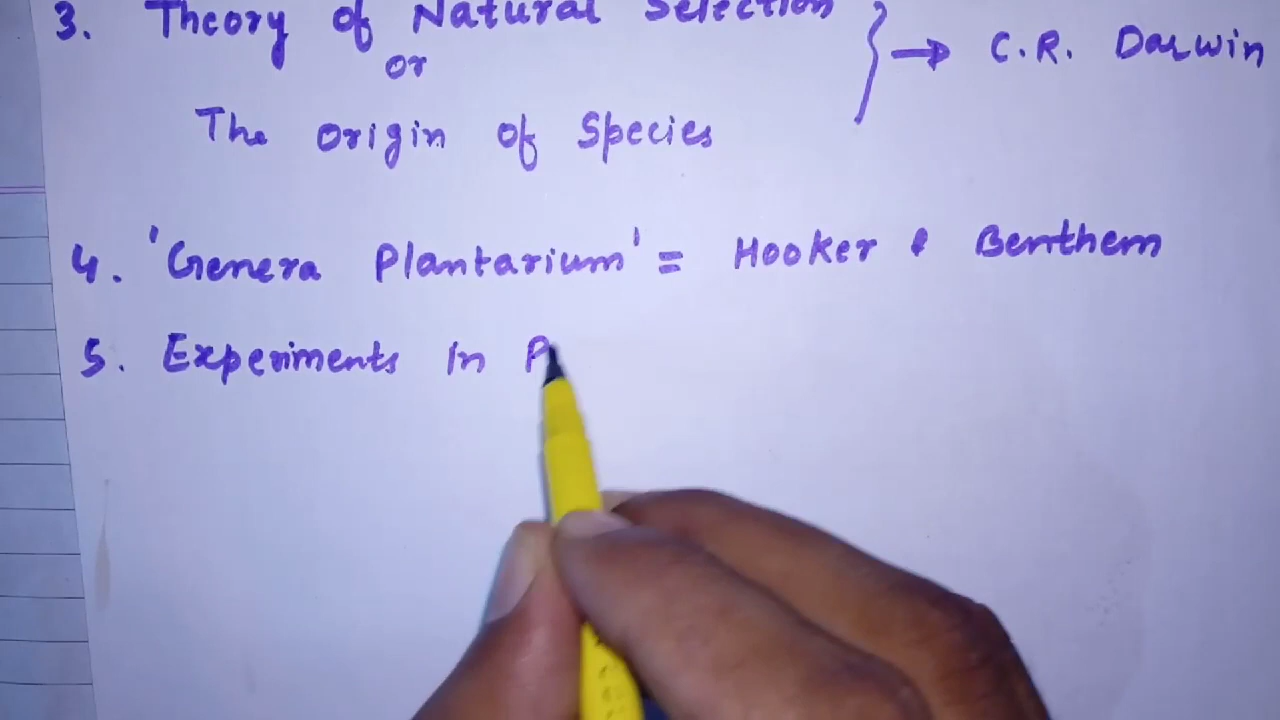 3. Theory of Natural Selection
or
The Origin of Species
} → C.R. Darwin
4. 'Genera Plantarium' = Hooker & Benthem
5. Experiments in P